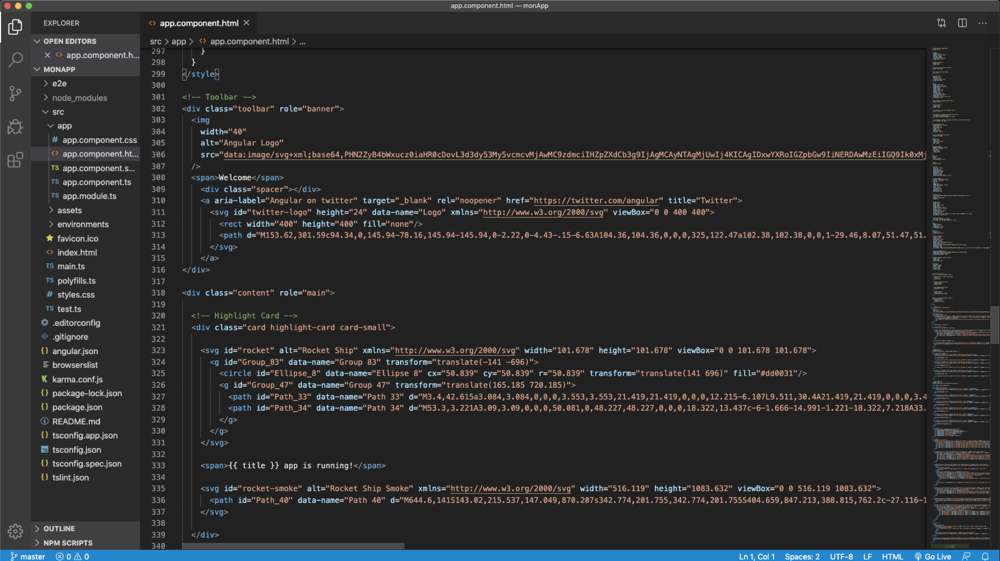 app.component.html — monApp
EXPLORER
OPEN EDITORS
app.component.h...
MONAPP
e2e
node_modules
src
app
app.component.css
app.component.ht...
TS app.component.s...
TS app.component.ts
TS app.module.ts
assets
environments
favicon.ico
index.html
TS main.ts
TS polyfills.ts
# styles.css
TS test.ts
.editorconfig
.gitignore
{} angular.json
browserslist
karma.conf.js
{} package-lock.json
{} package.json
README.md
{} tsconfig.app.json
TS tsconfig.json
{} tsconfig.spec.json
{} tslint.json
OUTLINE
NPM SCRIPTS
app.component.html
src > app > app.component.html > ...
297 }
298 }
299 </style>
300
301 <!-- Toolbar -->
302 <div class="toolbar" role="banner">
303 <img
304 width="40"
305 alt="Angular Logo"
306 src="data:image/svg+xml;base64,PHN2ZyB4bWxucz0iaHR0cDovL3d3dy53My5vcmcvMjAwMC9zdmciIHZpZXdCb3g9IjAgMCAyNTAgMjUwIj4KICAgIDxwYXRoIGZpbGw9IiNERDAwMzEiIGQ9Ik0xMj
307 />
308 <span>Welcome</span>
309 <div class="spacer"></div>
310 <a aria-label="Angular on twitter" target="_blank" rel="noopener" href="https://twitter.com/angular" title="Twitter">
311 <svg id="twitter-logo" height="24" data-name="Logo" xmlns="http://www.w3.org/2000/svg" viewBox="0 0 400 400">
312 <rect width="400" height="400" fill="none"/>
313 <path d="M153.62,301.59c94.34,0,145.94-78.16,145.94-145.94,0-2.22,0-4.43-.15-6.63A104.36,104.36,0,0,0,325,122.47a102.38,102.38,0,0,1-29.46,8.07,51.47,51.
314 </svg>
315 </a>
316 </div>
317
318 <div class="content" role="main">
319
320 <!-- Highlight Card -->
321 <div class="card highlight-card card-small">
322
323 <svg id="rocket" alt="Rocket Ship" xmlns="http://www.w3.org/2000/svg" width="101.678" height="101.678" viewBox="0 0 101.678 101.678">
324 <g id="Group_83" data-name="Group 83" transform="translate(-141 -696)">
325 <circle id="Ellipse_8" data-name="Ellipse 8" cx="50.839" cy="50.839" r="50.839" transform="translate(141 696)" fill="#dd0031"/>
326 <g id="Group_47" data-name="Group 47" transform="translate(165.185 720.185)">
327 <path id="Path_33" data-name="Path 33" d="M3.4,42.615a3.084,3.084,0,0,0,3.553,3.553,21.419,21.419,0,0,0,12.215-6.107L9.511,30.4A21.419,21.419,0,0,0,3.4
328 <path id="Path_34" data-name="Path 34" d="M53.3,3.221A3.09,3.09,0,0,0,50.081,0,48.227,48.227,0,0,0,18.322,13.437c-6-1.666-14.991-1.221-18.322,7.218A33.
329 </g>
330 </g>
331 </svg>
332
333 <span>{{ title }} app is running!</span>
334
335 <svg id="rocket-smoke" alt="Rocket Ship Smoke" xmlns="http://www.w3.org/2000/svg" width="516.119" height="1083.632" viewBox="0 0 516.119 1083.632">
336 <path id="Path_40" data-name="Path 40" d="M644.6,141S143.02,215.537,147.049,870.207s342.774,201.755,342.774,201.755S404.659,847.213,388.815,762.2c-27.116-1
337 </svg>
338
339 </div>
340
master 0 0
Ln 1, Col 1 Spaces: 2 UTF-8 LF HTML Go Live